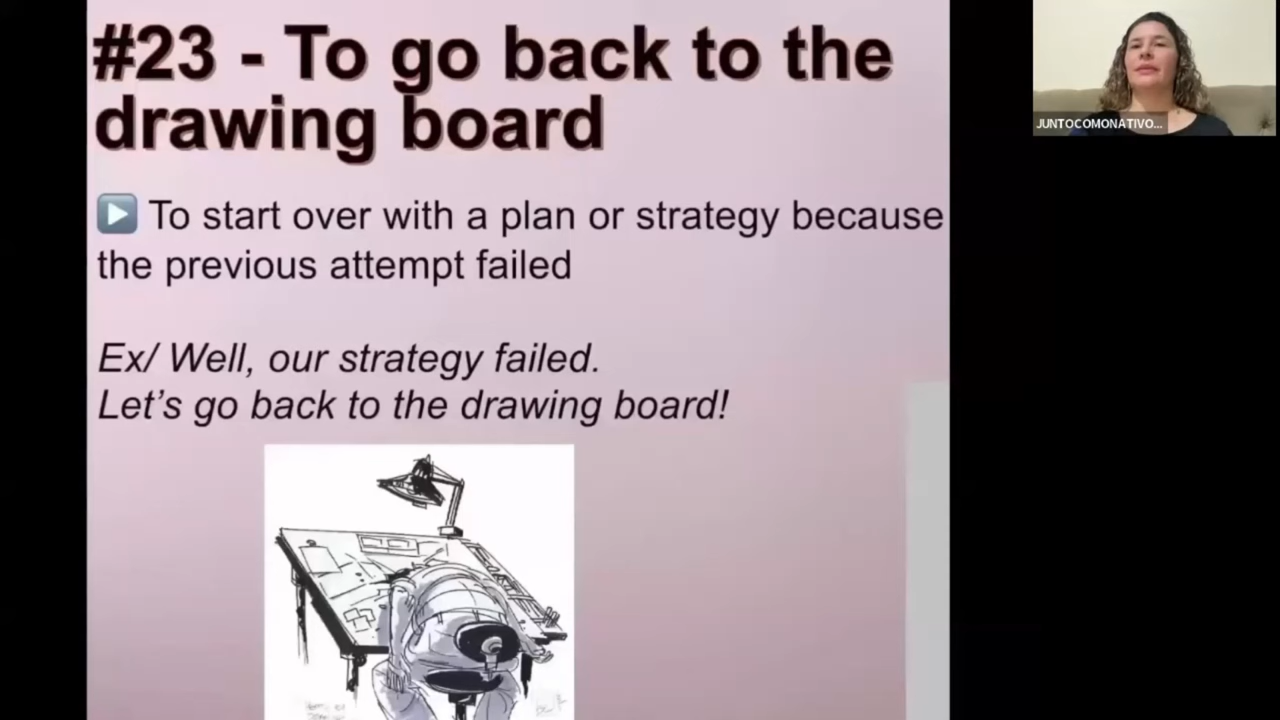 #23 - To go back to the
drawing board
To start over with a plan or strategy because
the previous attempt failed
Ex/ Well, our strategy failed.
Let’s go back to the drawing board!
JUNTOCOMONATIVO...